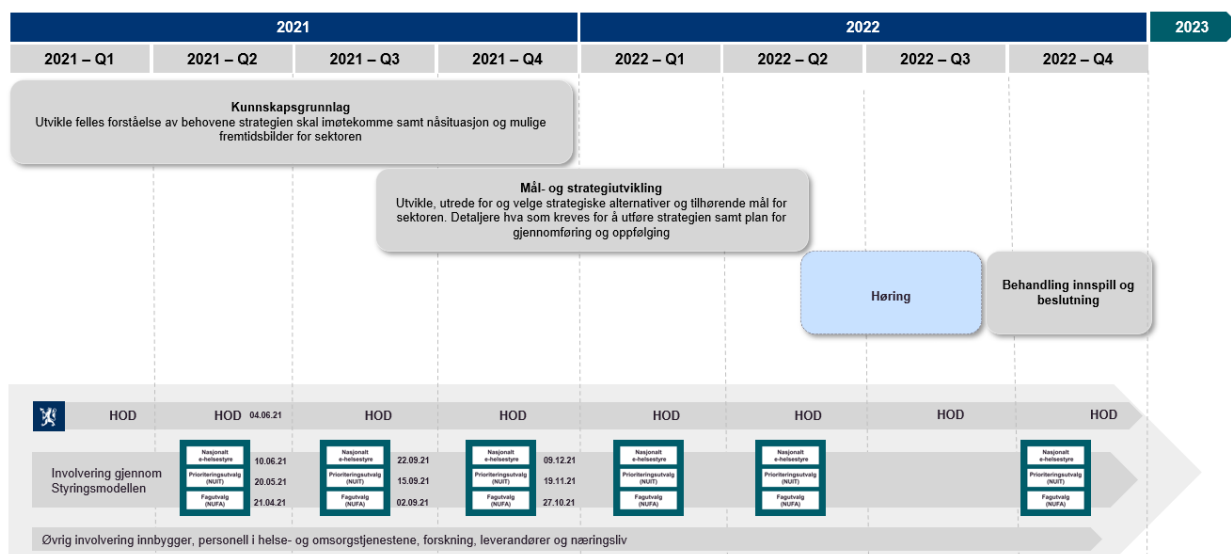 2021
2022
2023
2021 – Q1
2021 – Q2
2021 – Q3
2021 – Q4
2022 – Q1
2022 – Q2
2022 – Q3
2022 – Q4
Kunnskapsgrunnlag
Utvikle felles forståelse av behovene strategien skal imøtekomme samt nåsituasjon og mulige
fremtidsbilder for sektoren
Mål- og strategiutvikling
Utvikle, utrede for og velge strategiske alternativer og tilhørende mål for
sektoren. Detaljere hva som kreves for å utføre strategien samt plan for
gjennomføring og oppfølging
Høring
Behandling innspill og
beslutning
HOD
HOD 04.06.21
HOD
HOD
HOD
HOD
HOD
HOD
Involvering gjennom
Styringsmodellen
Nasjonalt
e-helsestyre
10.06.21
Prioriteringsutvalg
(NUIT)
20.05.21
Fagutvalg
(NUFA)
21.04.21
Nasjonalt
e-helsestyre
22.09.21
Prioriteringsutvalg
(NUIT)
15.09.21
Fagutvalg
(NUFA)
02.09.21
Nasjonalt
e-helsestyre
09.12.21
Prioriteringsutvalg
(NUIT)
19.11.21
Fagutvalg
(NUFA)
27.10.21
Nasjonalt
e-helsestyre
Prioriteringsutvalg
(NUIT)
Fagutvalg
(NUFA)
Nasjonalt
e-helsestyre
Prioriteringsutvalg
(NUIT)
Fagutvalg
(NUFA)
Nasjonalt
e-helsestyre
Prioriteringsutvalg
(NUIT)
Fagutvalg
(NUFA)
Øvrig involvering innbygger, personell i helse- og omsorgstjenestene, forskning, leverandører og næringsliv